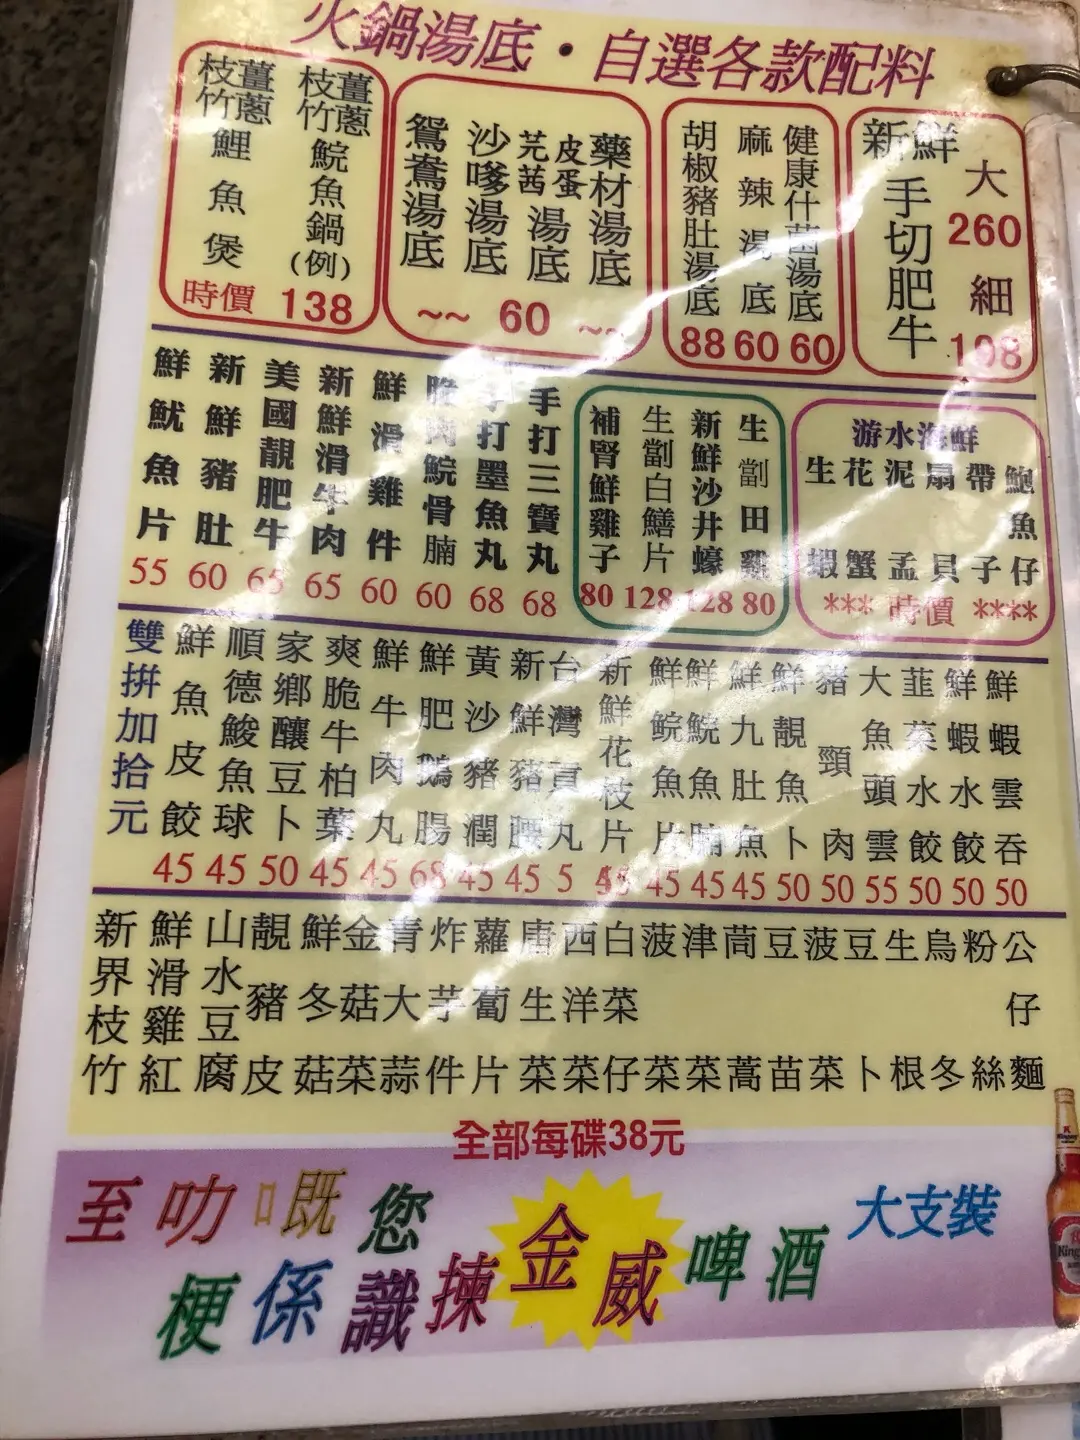 火鍋湯底・自選各款配料
薑蔥枝竹鯉魚煲
時價
薑蔥枝竹鯇魚鍋(例)
138
鴛鴦湯底
沙嗲湯底
皮蛋芫茜湯底
藥材湯底
~~ 60 ~~
胡椒豬肚湯底
88
麻辣湯底
60
健康什菌湯底
60
新鮮手切肥牛
大 260
細 198
鮮魷魚片 55
新鮮豬肚 60
美國靚肥牛 65
新鮮滑牛肉 65
鮮滑雞件 60
脆肉鯇骨腩 60
手打墨魚丸 68
手打三寶丸 68
補腎鮮雞子 80
生劏白鱔片 128
新鮮沙井蠔 128
生劏田雞 80
游水海鮮
生蝦
花蟹
泥孟
扇貝
帶子
鮑魚仔
*** 時價 ****
雙拼加拾元
鮮魚皮餃 45
順德鮻魚球 45
家鄉釀豆卜 50
爽脆牛柏葉 45
鮮牛肉丸 45
鮮肥鵝腸 68
黃沙豬潤 45
新鮮豬腰 45
台灣貢丸 5
新鮮花枝片 45
鮮鯇魚片 45
鮮鯇魚腩 45
鮮九肚魚 45
鮮靚魚卜 50
豬頸肉 50
大魚頭雲 55
韮菜水餃 50
鮮蝦水餃 50
鮮蝦雲吞 50
新界枝竹
鮮滑雞紅
山水豆腐
靚豬皮
鮮冬菇
金菇菜
青大蒜
炸芋件
蘿蔔片
唐生菜
西洋菜
白菜仔
菠菜
津菜
茼蒿
豆苗
菠菜
豆卜
生根
烏冬
粉絲
公仔麵
全部每碟38元
至叻口既您
梗係識揀金威啤酒
大支裝